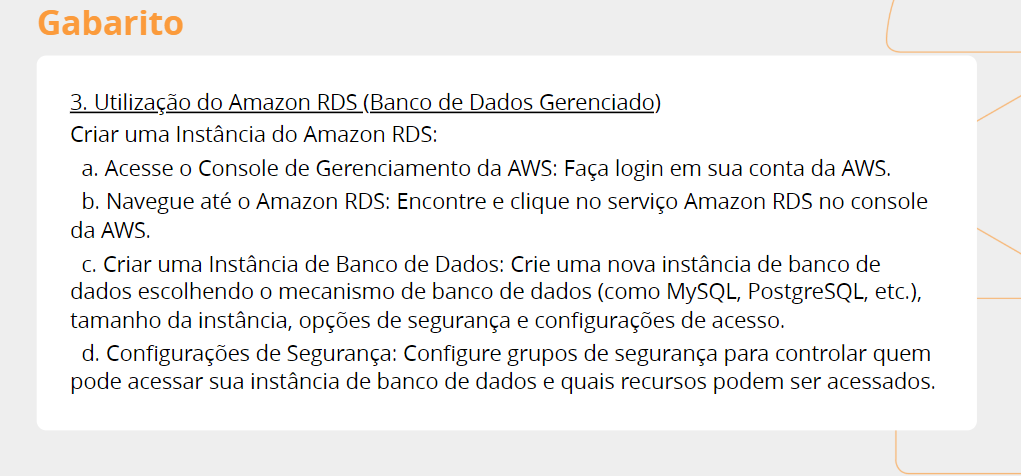 Gabarito
3. Utilização do Amazon RDS (Banco de Dados Gerenciado)
Criar uma Instância do Amazon RDS:
a. Acesse o Console de Gerenciamento da AWS: Faça login em sua conta da AWS.
b. Navegue até o Amazon RDS: Encontre e clique no serviço Amazon RDS no console
da AWS.
c. Criar uma Instância de Banco de Dados: Crie uma nova instância de banco de
dados escolhendo o mecanismo de banco de dados (como MySQL, PostgreSQL, etc.),
tamanho da instância, opções de segurança e configurações de acesso.
d. Configurações de Segurança: Configure grupos de segurança para controlar quem
pode acessar sua instância de banco de dados e quais recursos podem ser acessados.